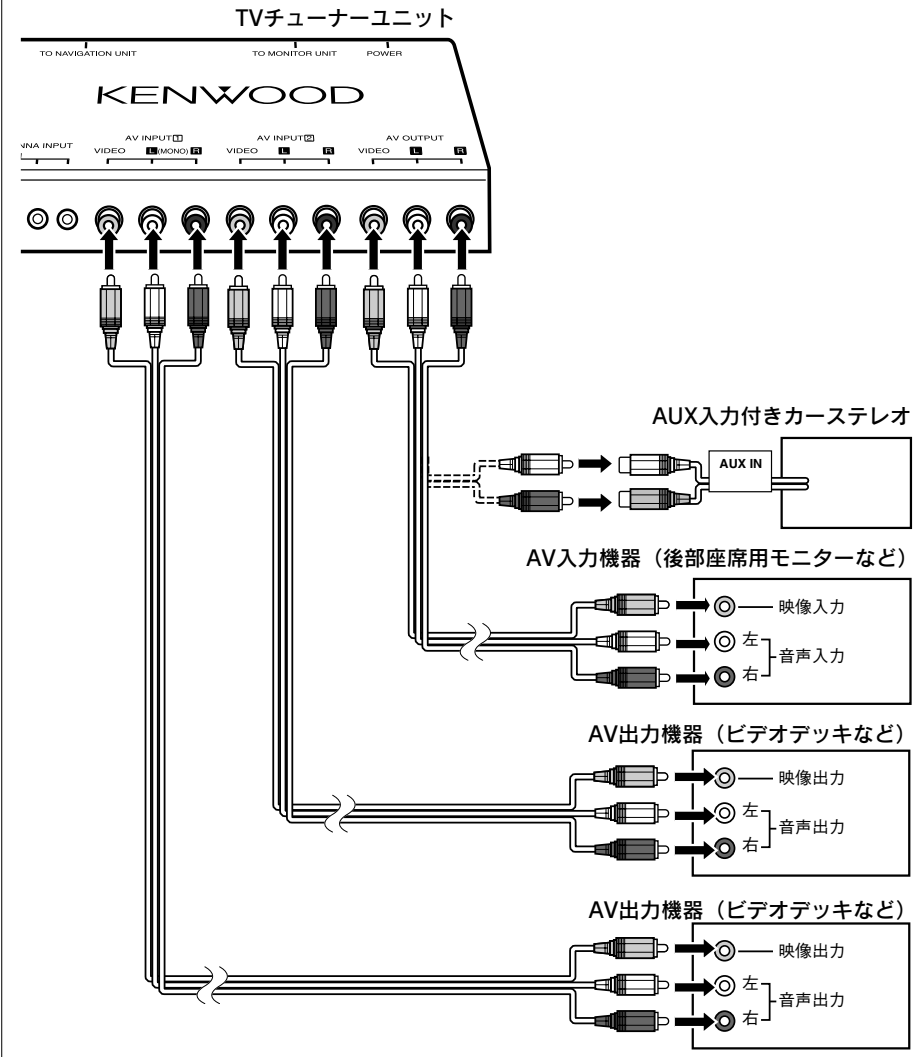 TVチューナーユニット
TO NAVIGATION UNIT
TO MONITOR UNIT
POWER
KENWOOD
NNA INPUT
AV INPUT1
VIDEO L(MONO) R
AV INPUT2
VIDEO L R
AV OUTPUT
VIDEO L R
AUX入力付きカーステレオ
AUX IN
AV入力機器（後部座席用モニターなど）
映像入力
左
音声入力
右
AV出力機器（ビデオデッキなど）
映像出力
左
音声出力
右
AV出力機器（ビデオデッキなど）
映像出力
左
音声出力
右